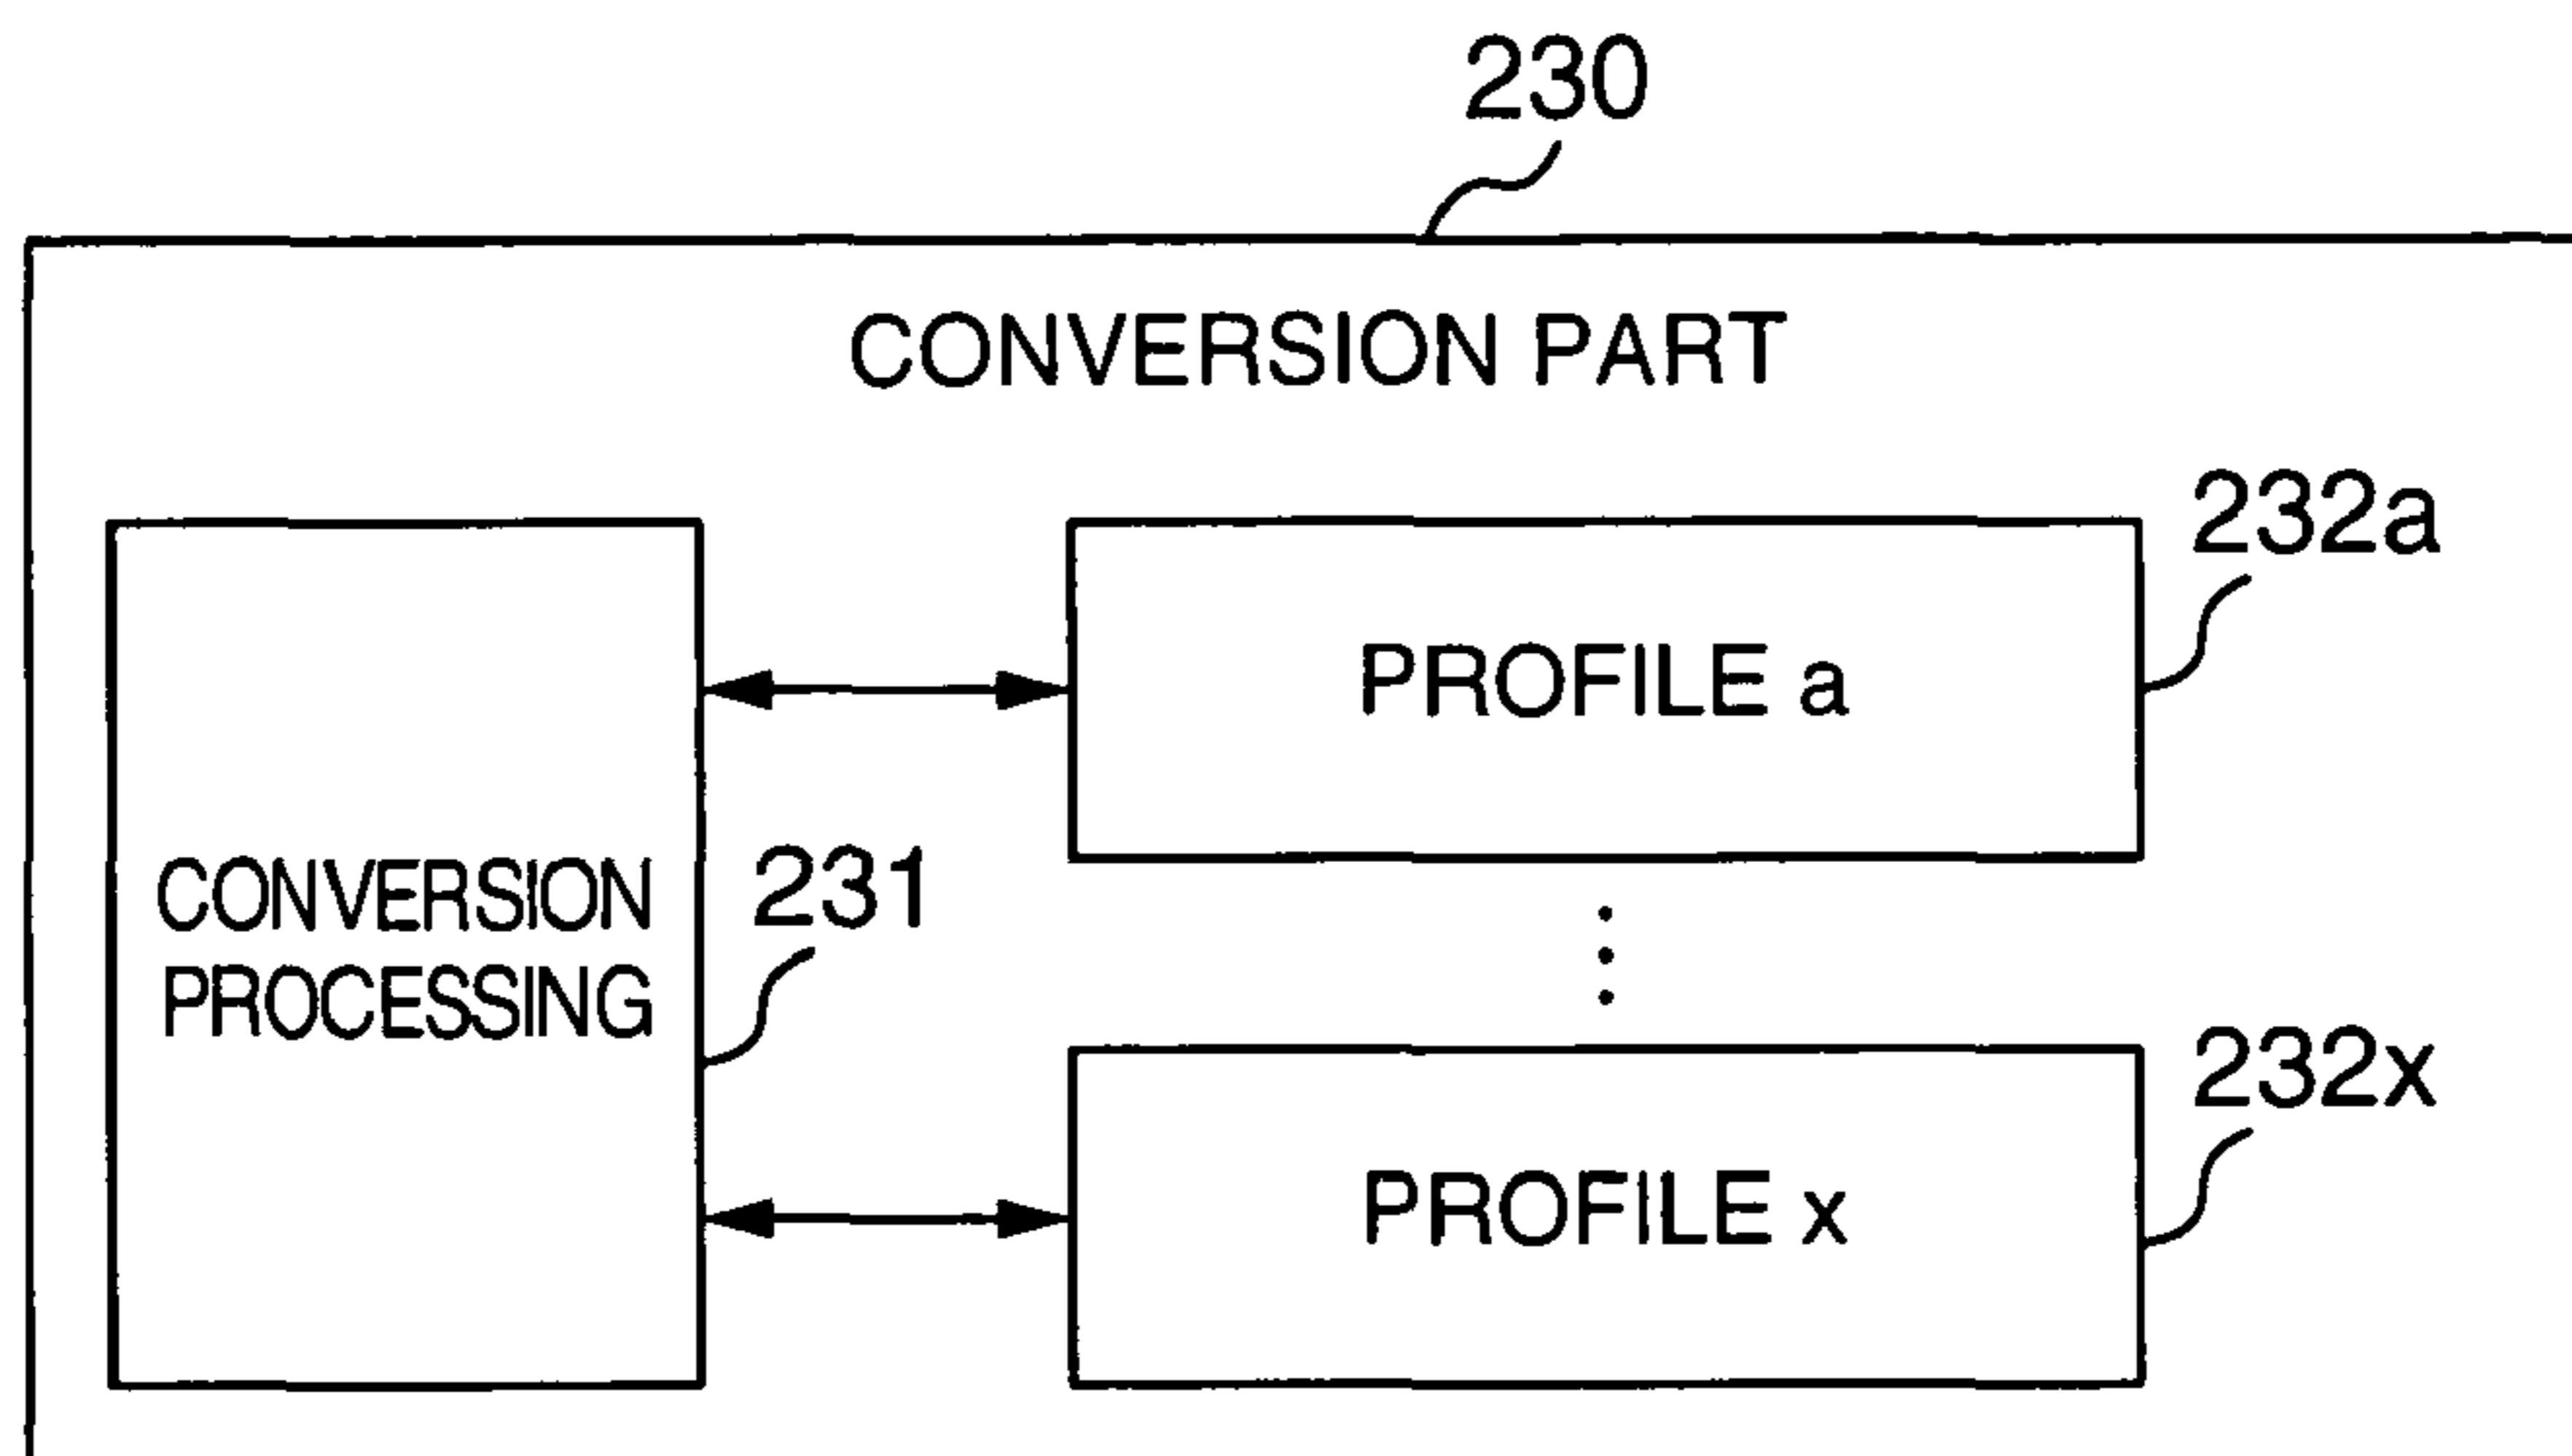 230
CONVERSION PART
232a
PROFILE a
CONVERSION
PROCESSING
231
232x
PROFILE x